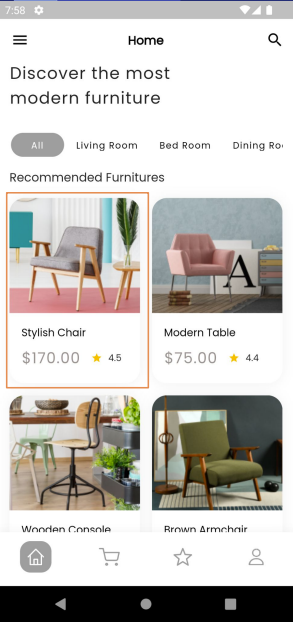 7:58
Home
Discover the most
modern furniture
All Living Room Bed Room Dining Roo
Recommended Furnitures
A
Stylish Chair Modern Table
$170.00 4.5 $75.00 4.4
Wooden Console Brown Armchair